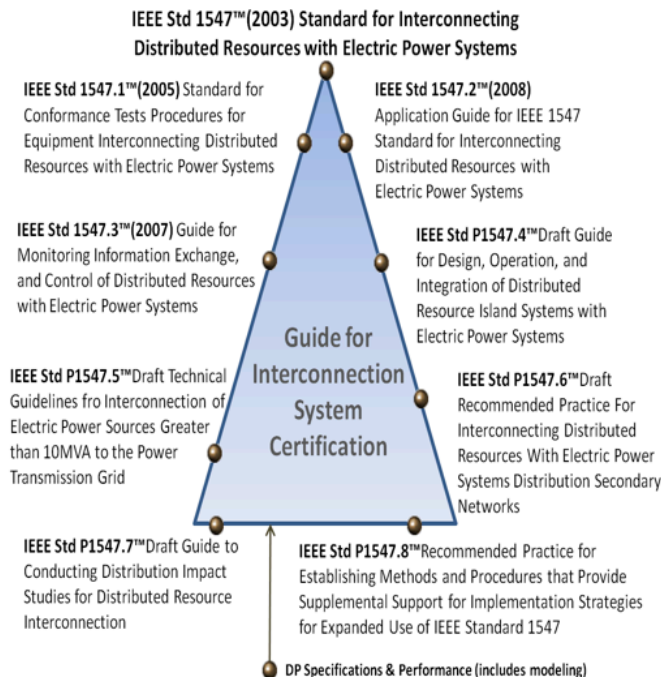 IEEE Std 1547™(2003) Standard for Interconnecting
Distributed Resources with Electric Power Systems
IEEE Std 1547.1™(2005) Standard for
Conformance Tests Procedures for
Equipment Interconnecting Distributed
Resources with Electric Power Systems
IEEE Std 1547.2™(2008)
Application Guide for IEEE 1547
Standard for Interconnecting
Distributed Resources with
Electric Power Systems
IEEE Std 1547.3™(2007) Guide for
Monitoring Information Exchange,
and Control of Distributed Resources
with Electric Power Systems
IEEE Std P1547.4™Draft Guide
for Design, Operation, and
Integration of Distributed
Resource Island Systems with
Electric Power Systems
Guide for
Interconnection
System
Certification
IEEE Std P1547.5™Draft Technical
Guidelines fro Interconnection of
Electric Power Sources Greater
than 10MVA to the Power
Transmission Grid
IEEE Std P1547.6™Draft
Recommended Practice For
Interconnecting Distributed
Resources With Electric Power
Systems Distribution Secondary
Networks
IEEE Std P1547.7™Draft Guide to
Conducting Distribution Impact
Studies for Distributed Resource
Interconnection
IEEE Std P1547.8™Recommended Practice for
Establishing Methods and Procedures that Provide
Supplemental Support for Implementation Strategies
for Expanded Use of IEEE Standard 1547
DP Specifications & Performance (includes modeling)